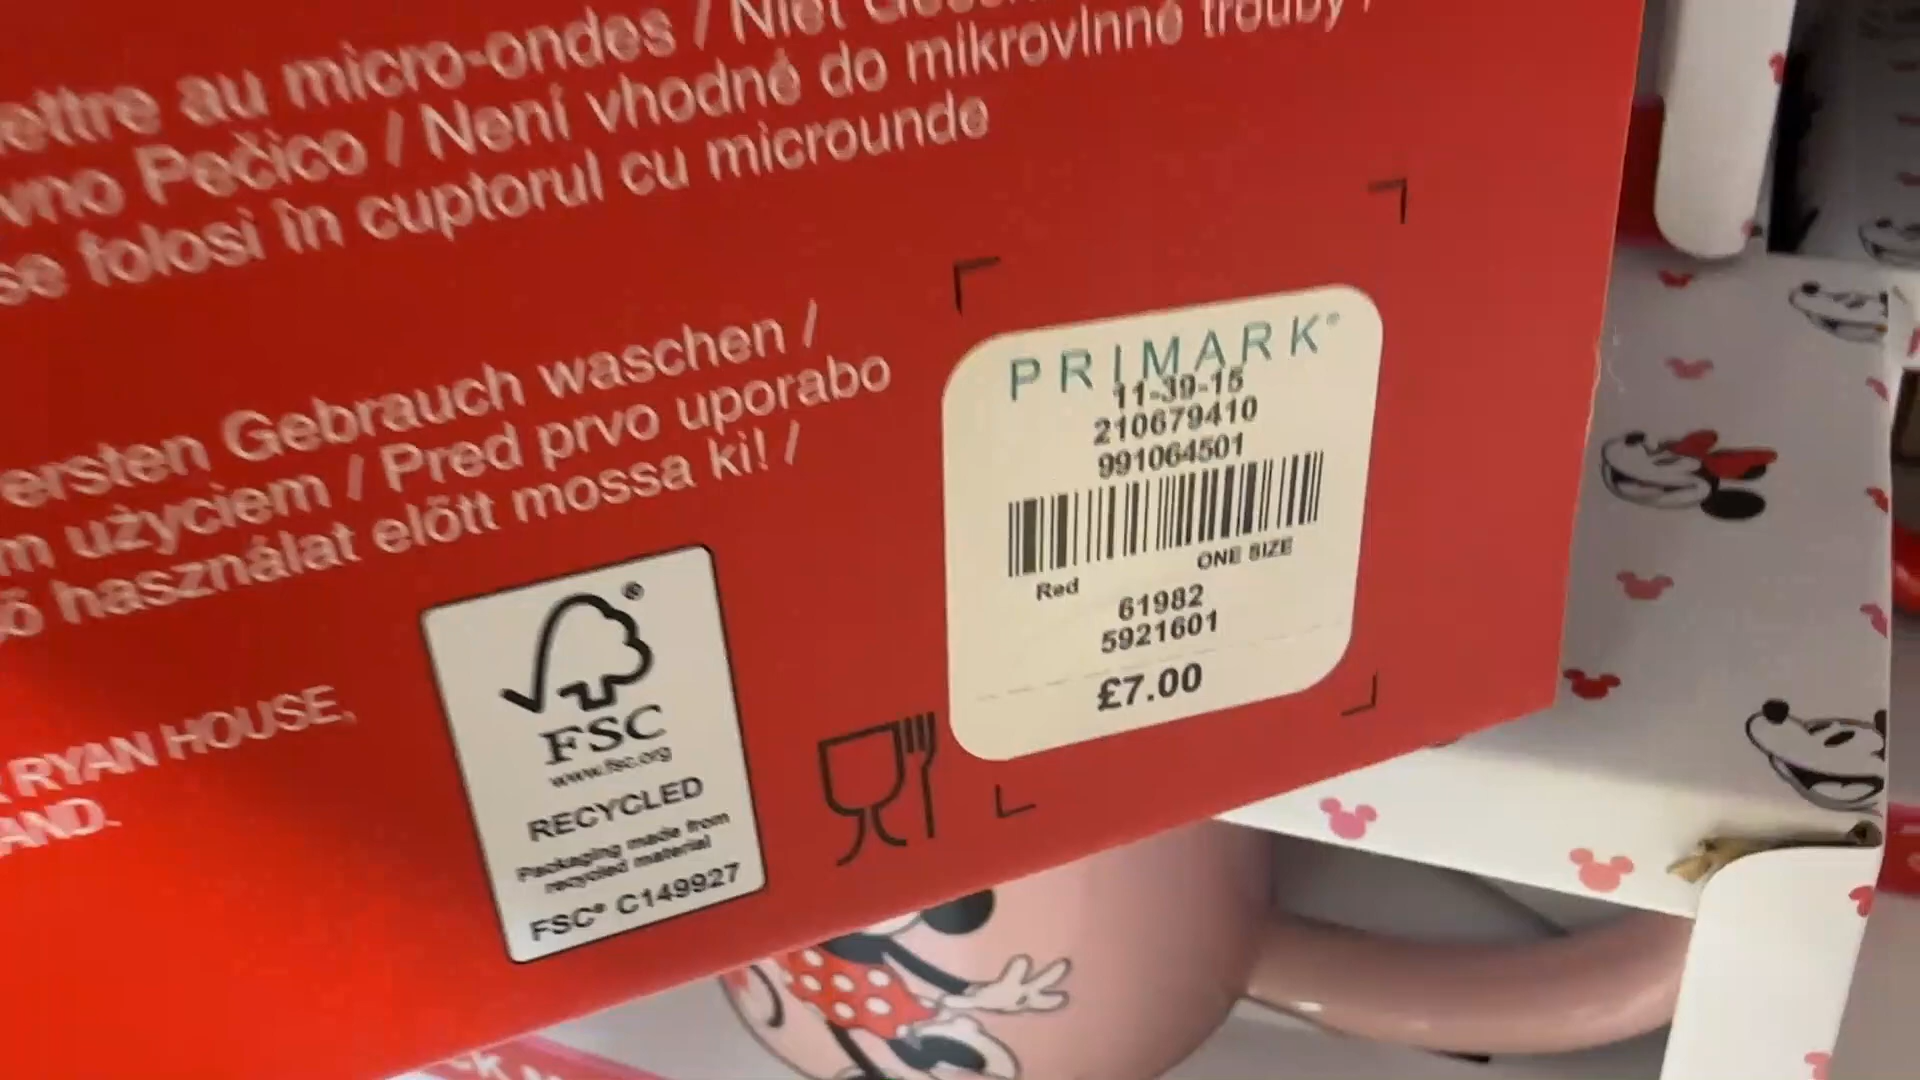 ettre au micro-ondes / Niet
vno Pečico / Není vhodné do mikrovlnné trouby /
se folosi în cuptorul cu microunde
ersten Gebrauch waschen /
m użyciem / Pred prvo uporabo
ő használat előtt mossa ki! /
RYAN HOUSE,
AND.
FSC
www.fsc.org
RECYCLED
Packaging made from
recycled material
FSC® C149927
PRIMARK®
11-39-15
210679410
991064501
ONE SIZE
Red
61982
5921601
£7.00